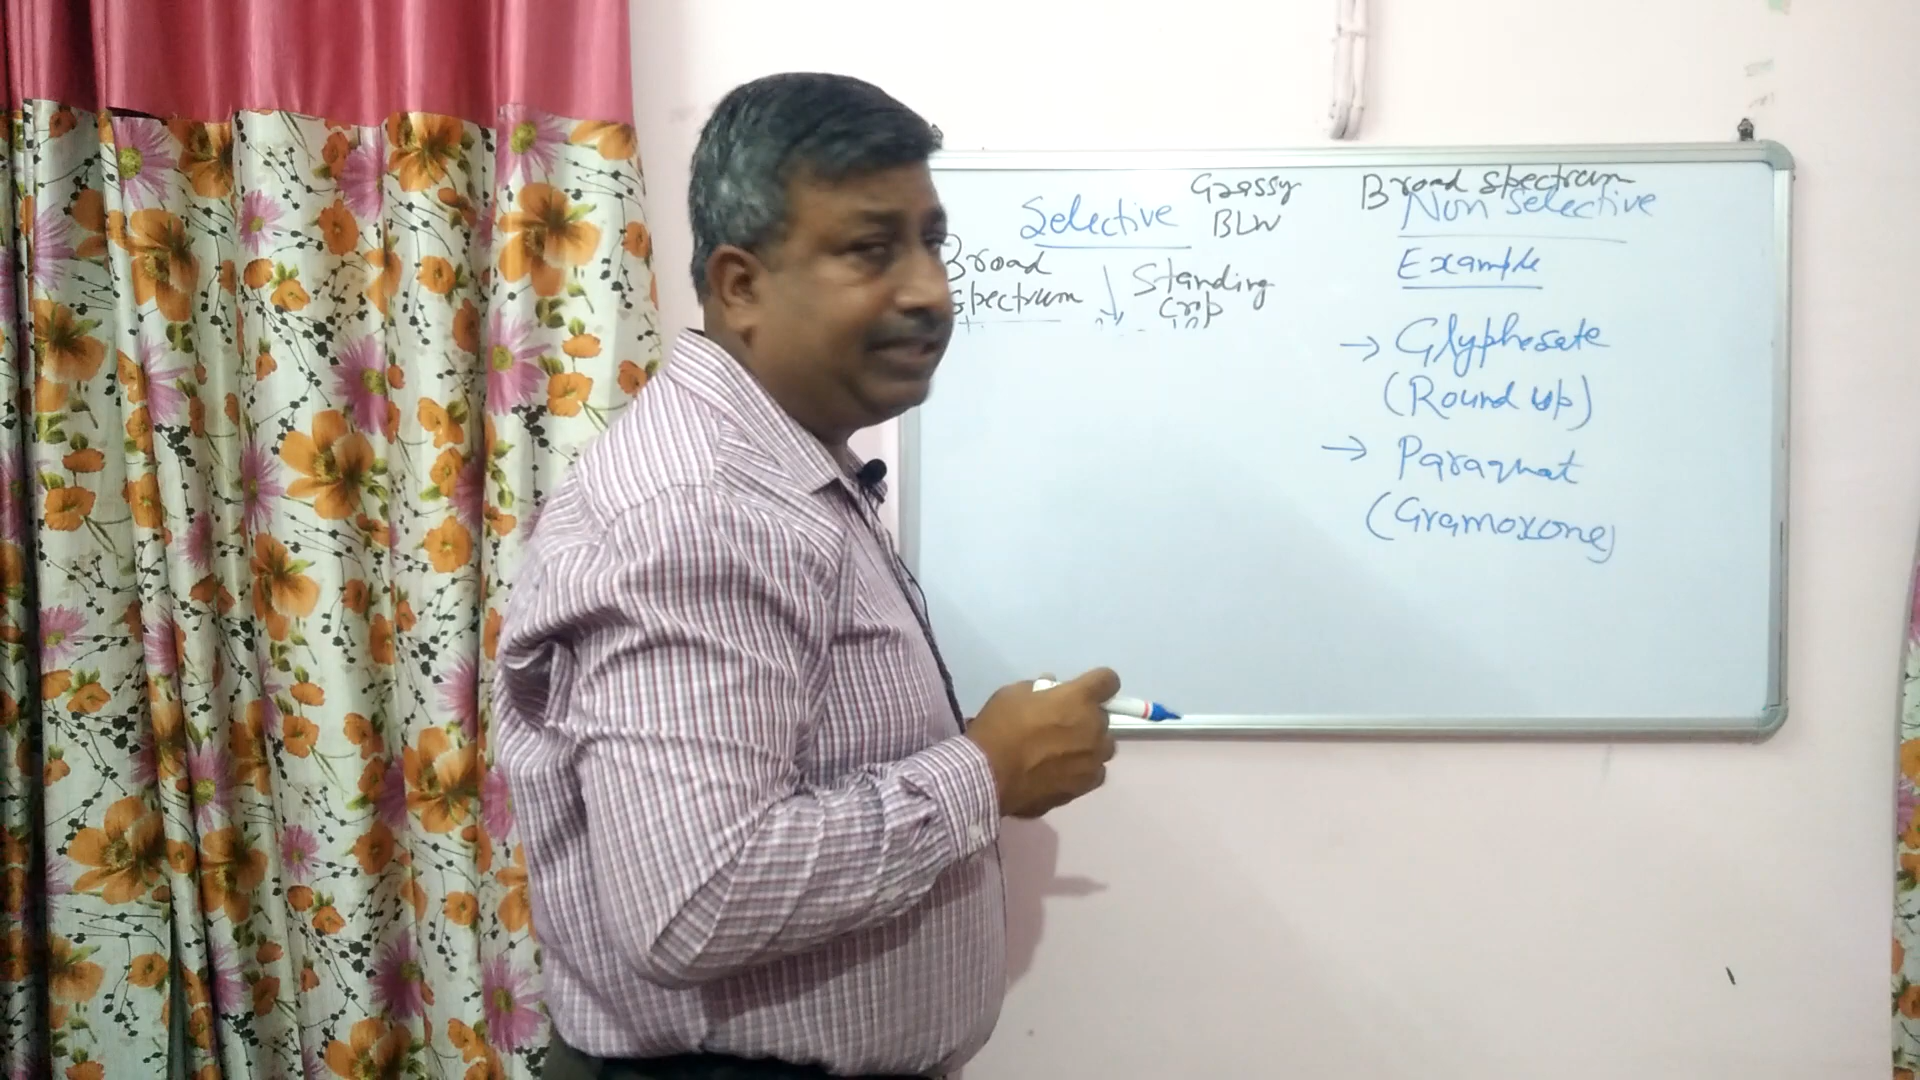 Selective
Grassy
BLW
Broad
spectrum
Standing
Crop
Broad spectrum
Non Selective
Example
→ Glyphosate
(Round up)
→ Paraquat
(Gramoxone)